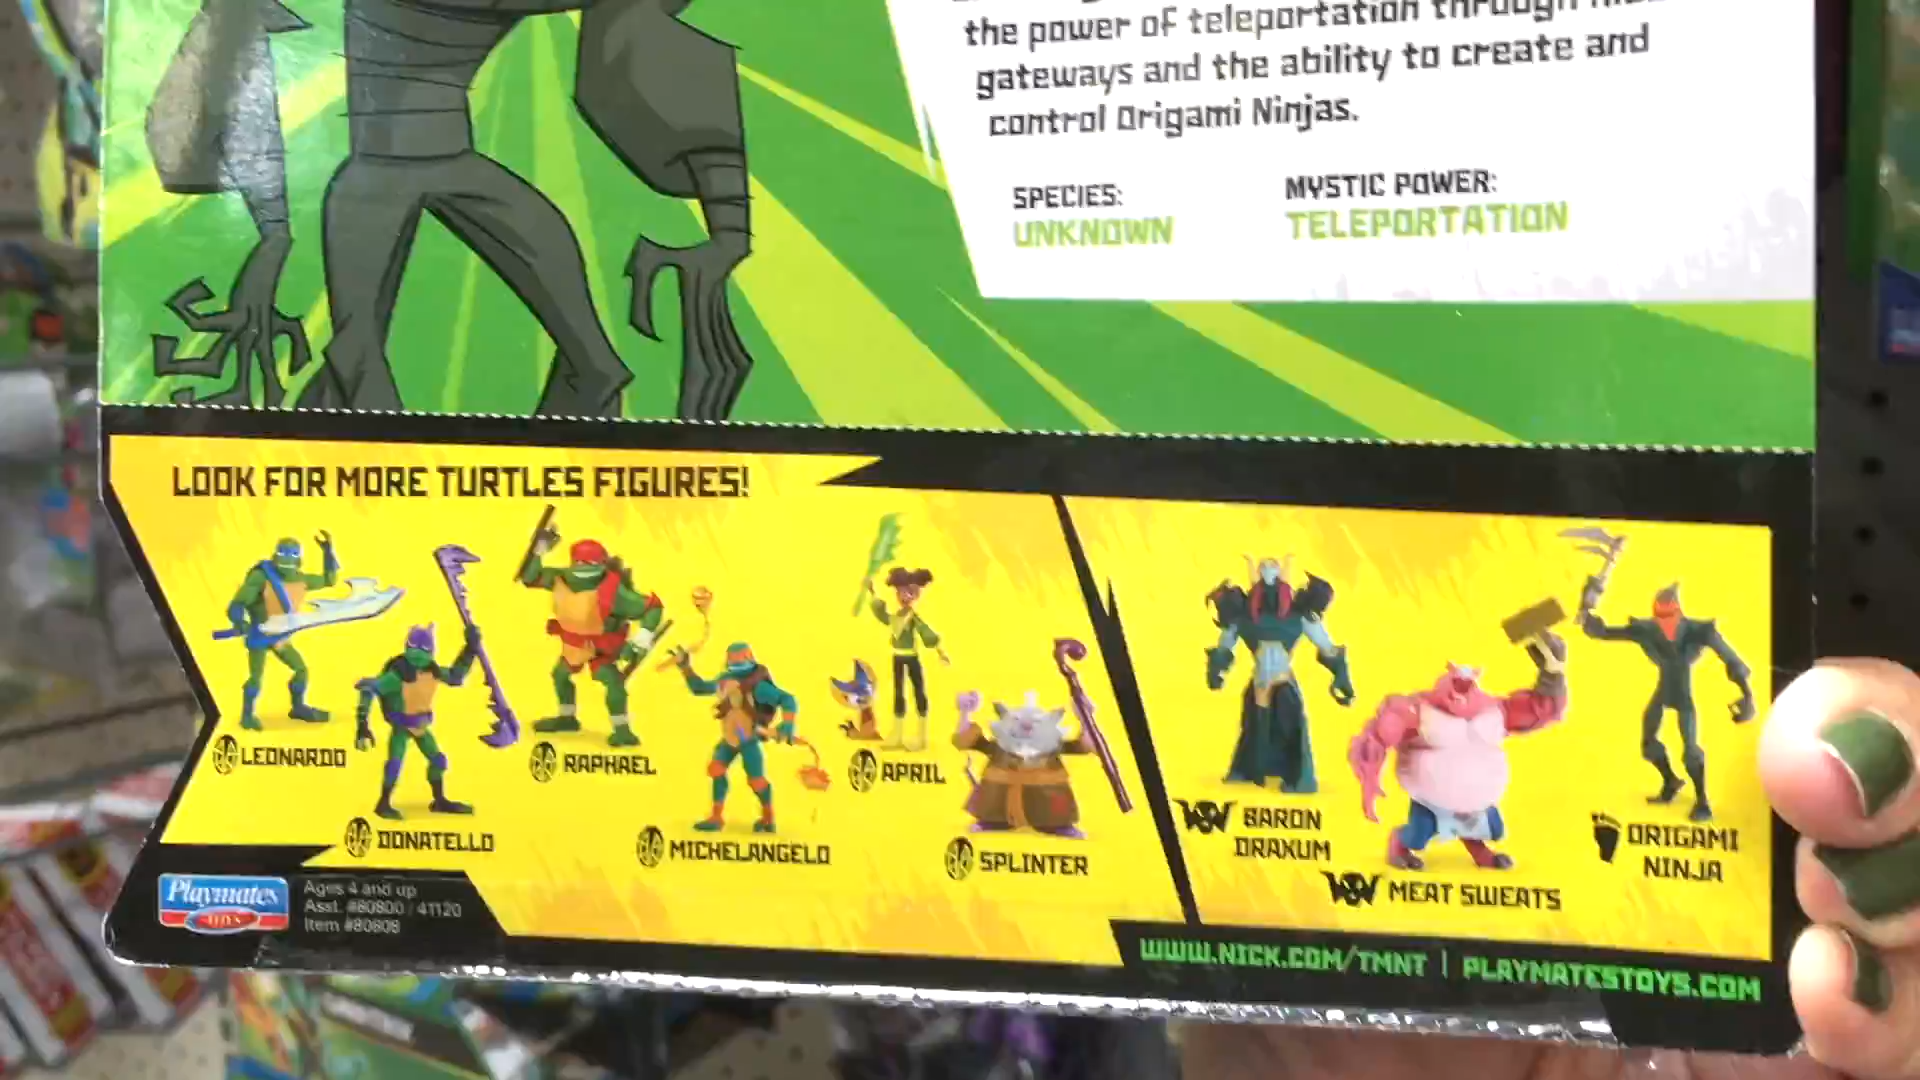 the power of teleportation through
gateways and the ability to create and
control Origami Ninjas.
SPECIES:
UNKNOWN
MYSTIC POWER:
TELEPORTATION
LOOK FOR MORE TURTLES FIGURES!
LEONARDO
DONATELLO
RAPHAEL
MICHELANGELO
APRIL
SPLINTER
BARON
DRAXUM
MEAT SWEATS
ORIGAMI
NINJA
Playmates
TOYS
Ages 4 and up
Asst. #80800 / 41120
Item #80808
WWW.NICK.COM/TMNT | PLAYMATESTOYS.COM